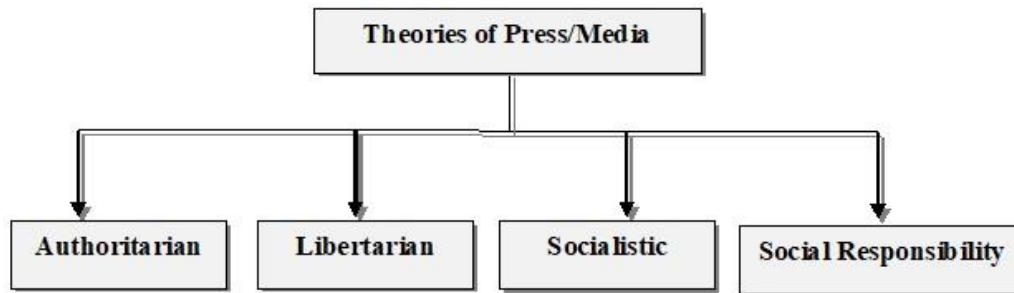 Theories of Press/Media
Authoritarian
Libertarian
Socialistic
Social Responsibility